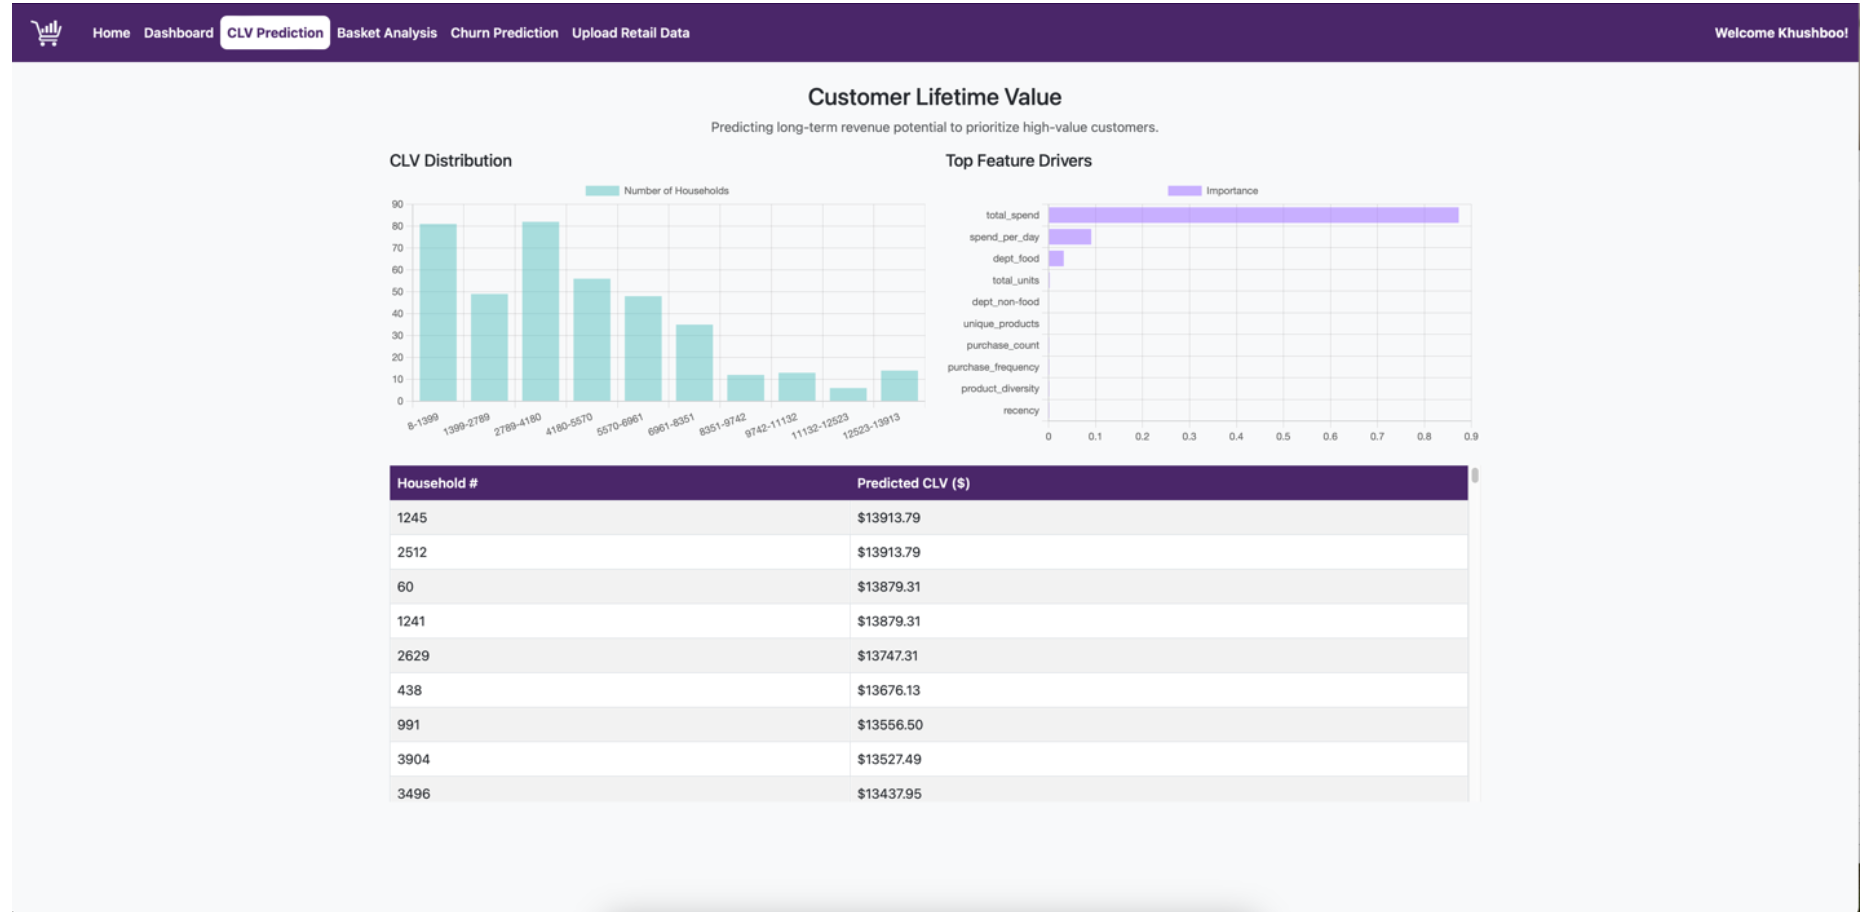 Home Dashboard CLV Prediction Basket Analysis Churn Prediction Upload Retail Data Welcome Khushboo!
Customer Lifetime Value
Predicting long-term revenue potential to prioritize high-value customers.
CLV Distribution
Number of Households
90
80
70
60
50
40
30
20
10
0
8-1399 1399-2789 2789-4180 4180-5570 5570-6961 6961-8351 8351-9742 9742-11132 11132-12523 12523-13913
Top Feature Drivers
Importance
total_spend
spend_per_day
dept_food
total_units
dept_non-food
unique_products
purchase_count
purchase_frequency
product_diversity
recency
0 0.1 0.2 0.3 0.4 0.5 0.6 0.7 0.8 0.9
Household # Predicted CLV ($)
1245 $13913.79
2512 $13913.79
60 $13879.31
1241 $13879.31
2629 $13747.31
438 $13676.13
991 $13556.50
3904 $13527.49
3496 $13437.95